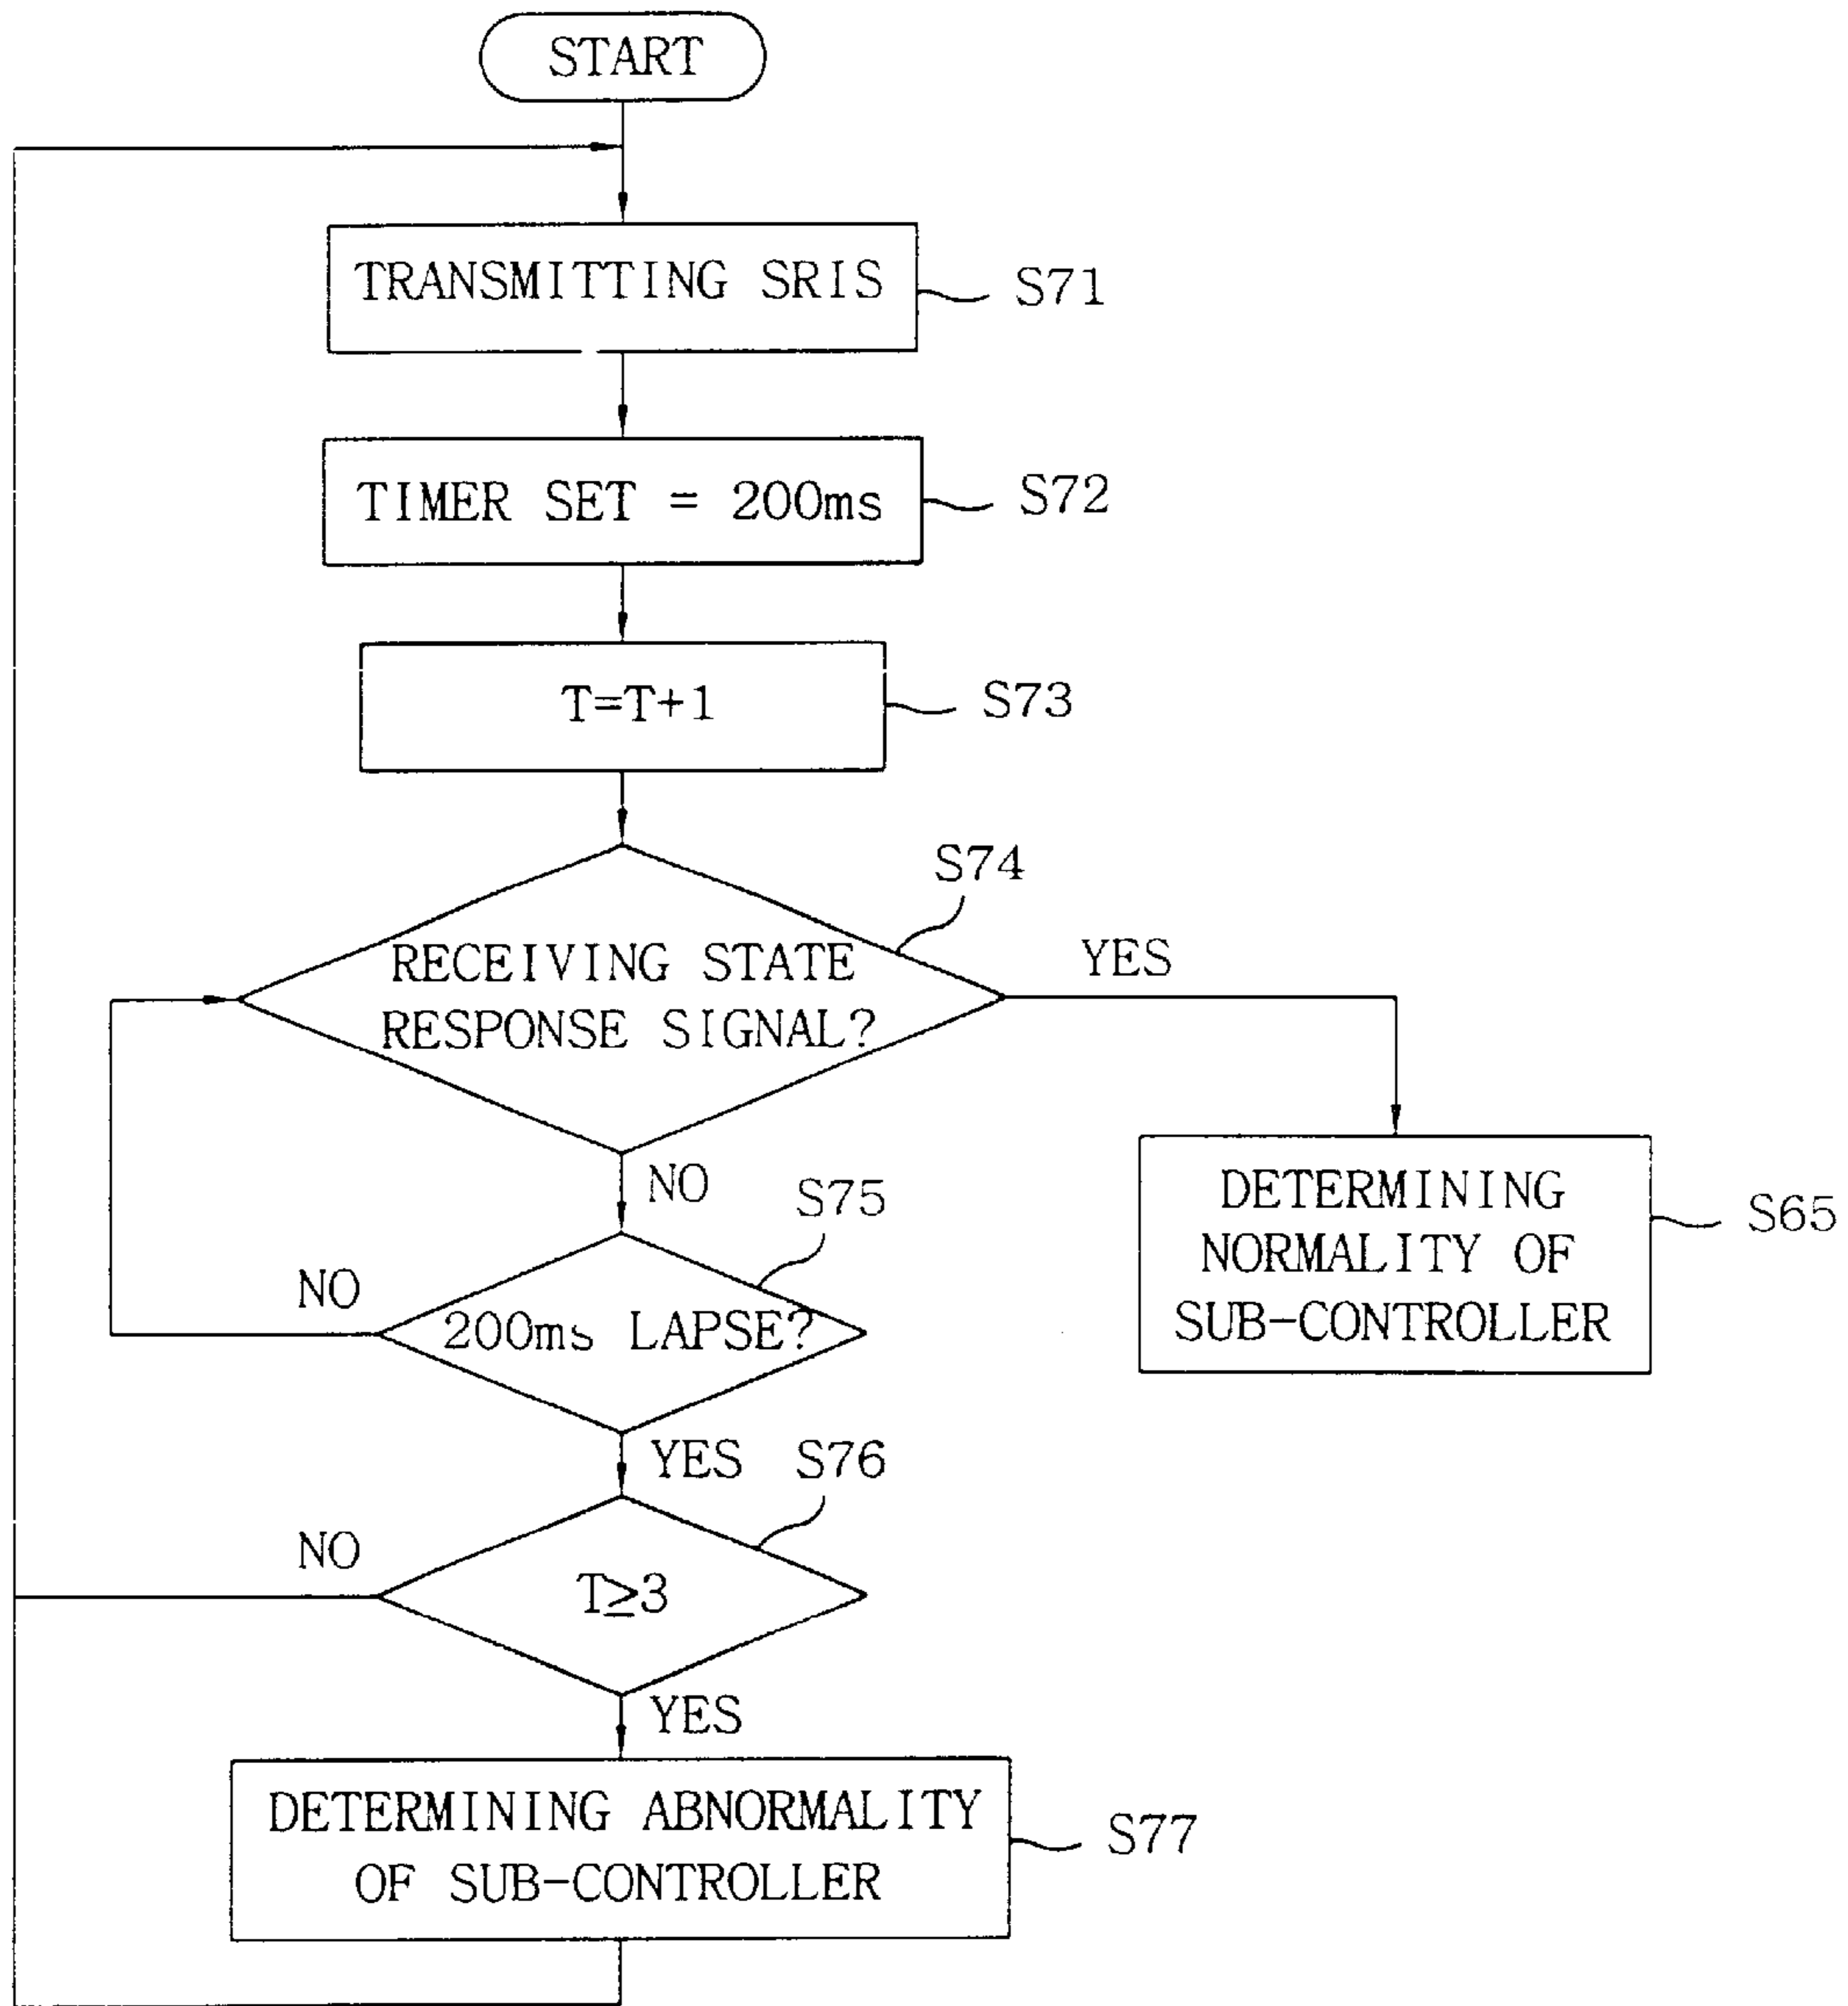 START
TRANSMITTING SRIS
S71
TIMER SET = 200ms
S72
T=T+1
S73
S74
RECEIVING STATE
RESPONSE SIGNAL?
YES
NO
S75
DETERMINING
NORMALITY OF
SUB-CONTROLLER
S65
NO
200ms LAPSE?
YES
S76
NO
T≥3
YES
DETERMINING ABNORMALITY
OF SUB-CONTROLLER
S77